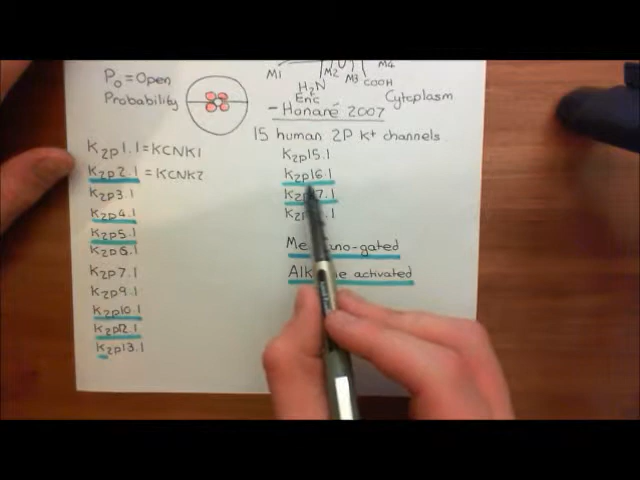 P₀ = Open
Probability
M1
M2
M3
M4
COOH
H₂N
Enc
Cytoplasm
- Honoré 2007
15 human 2P K+ channels
K2p1.1 = KCNK1
K2p2.1 = KCNK2
K2p3.1
K2p4.1
K2p5.1
K2p6.1
K2p7.1
K2p9.1
K2p10.1
K2p12.1
K2p13.1
K2p15.1
K2p16.1
activated